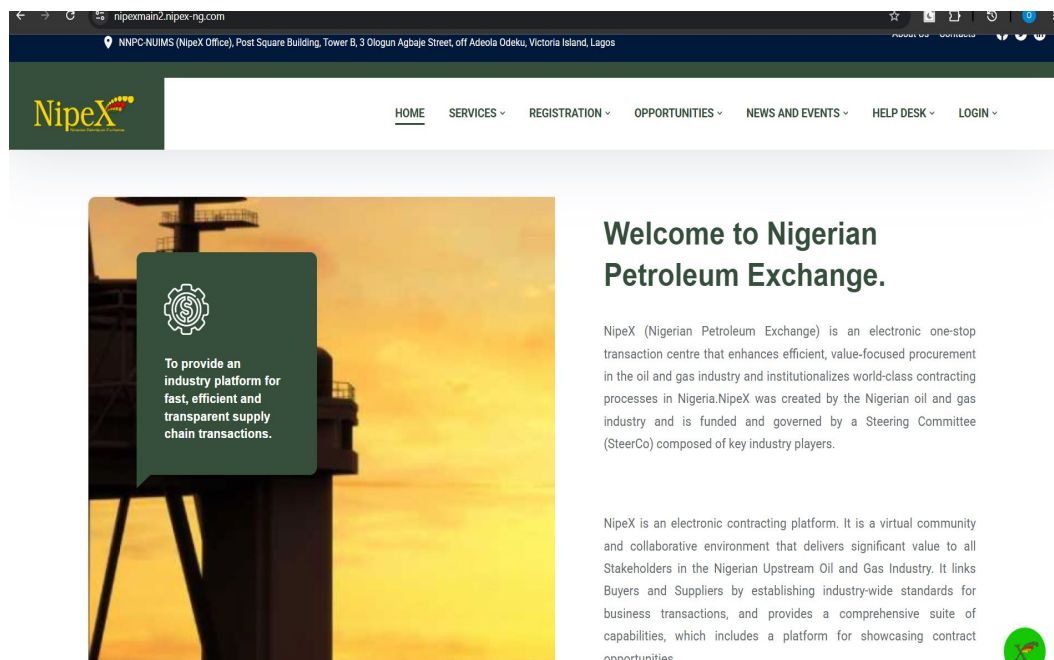 nipexmain2.nipex-ng.com
NNPC-NUIMS (NipeX Office), Post Square Building, Tower B, 3 Ologun Agbaje Street, off Adeola Odeku, Victoria Island, Lagos
About Us Contacts
NipeX
HOME SERVICES REGISTRATION OPPORTUNITIES NEWS AND EVENTS HELP DESK LOGIN
To provide an
industry platform for
fast, efficient and
transparent supply
chain transactions.
Welcome to Nigerian
Petroleum Exchange.
NipeX (Nigerian Petroleum Exchange) is an electronic one-stop
transaction centre that enhances efficient, value-focused procurement
in the oil and gas industry and institutionalizes world-class contracting
processes in Nigeria.NipeX was created by the Nigerian oil and gas
industry and is funded and governed by a Steering Committee
(SteerCo) composed of key industry players.
NipeX is an electronic contracting platform. It is a virtual community
and collaborative environment that delivers significant value to all
Stakeholders in the Nigerian Upstream Oil and Gas Industry. It links
Buyers and Suppliers by establishing industry-wide standards for
business transactions, and provides a comprehensive suite of
capabilities, which includes a platform for showcasing contract
opportunities